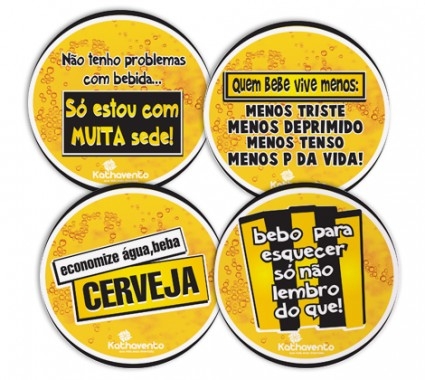 Não tenho problemas
com bebida...
Só estou com
MUITA sede!
Kathavento
Quem BeBe vive menos:
MENOS TRISTE
MENOS DEPRIMIDO
MENOS TENSO
MENOS P DA VIDA!
Kathavento
economize água,beba
CERVEJA
Kathavento
bebo para
esquecer
só não
lembro
do que!
Kathavento